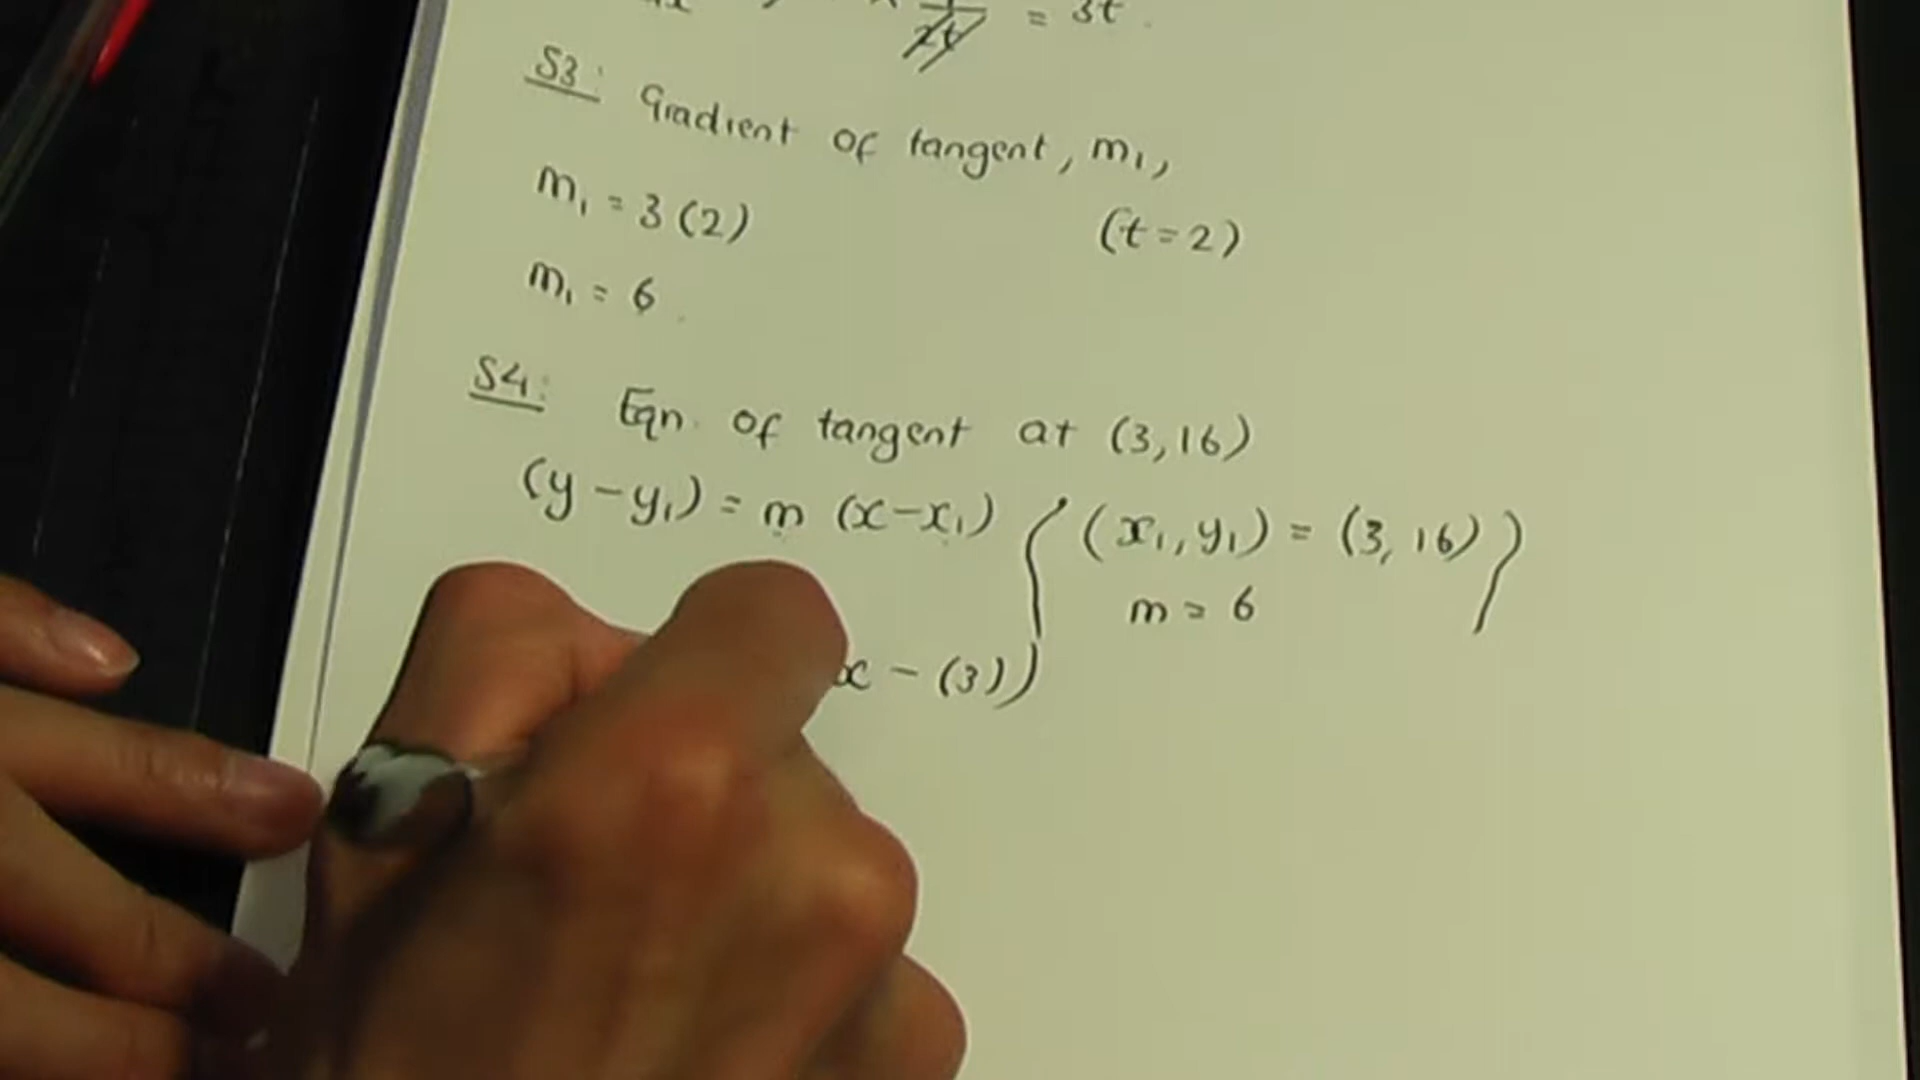 = 3t
S3: Gradient of tangent, m₁,
m₁ = 3(2) (t=2)
m₁ = 6.
S4: Eqn. of tangent at (3,16)
(y-y₁) = m (x-x₁) { (x₁, y₁) = (3, 16) }
m = 6
x - (3))